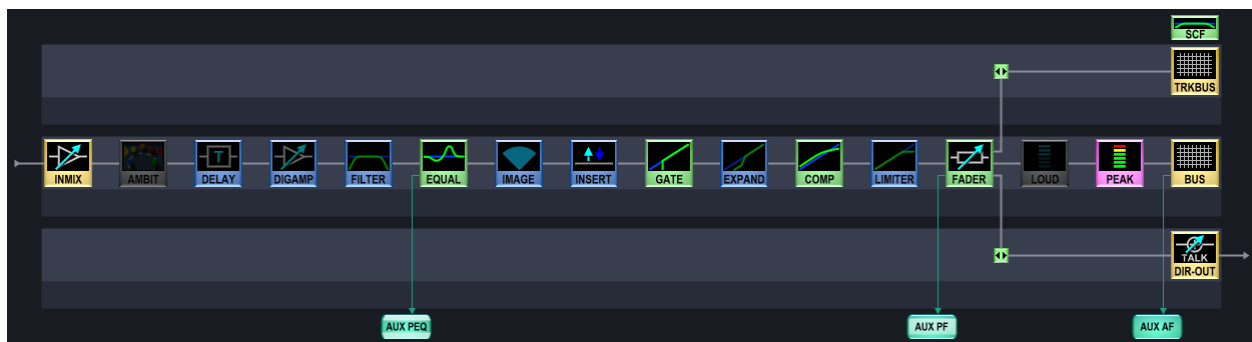 SCF
TRKBUS
INMIX AMBIT DELAY DIGAMP FILTER EQUAL IMAGE INSERT GATE EXPAND COMP LIMITER FADER LOUD PEAK BUS
T
TALK
DIR-OUT
AUX PEQ AUX PF AUX AF